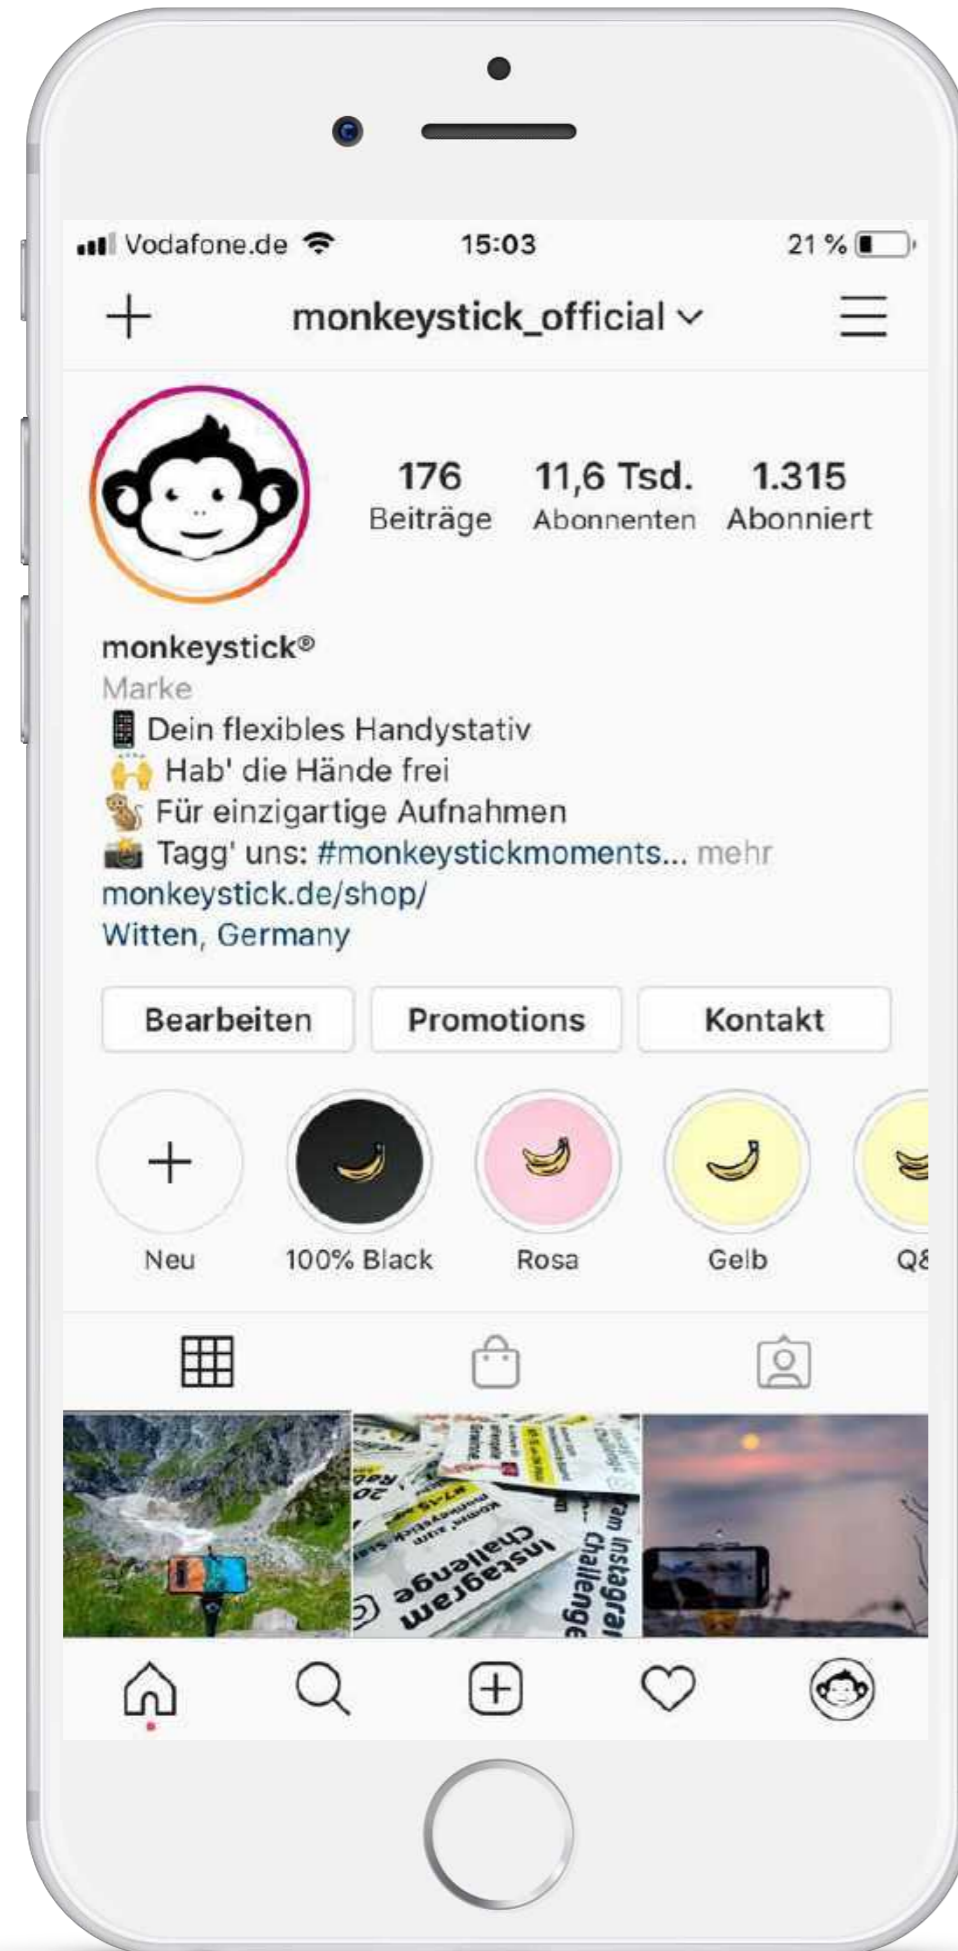 Vodafone.de 15:03 21 %
monkeystick_official
176 11,6 Tsd. 1.315
Beiträge Abonnenten Abonniert
monkeystick®
Marke
Dein flexibles Handystativ
Hab' die Hände frei
Für einzigartige Aufnahmen
Tagg' uns: #monkeystickmoments... mehr
monkeystick.de/shop/
Witten, Germany
Bearbeiten Promotions Kontakt
Neu 100% Black Rosa Gelb Q&
Instagram
Challenge
Challenge